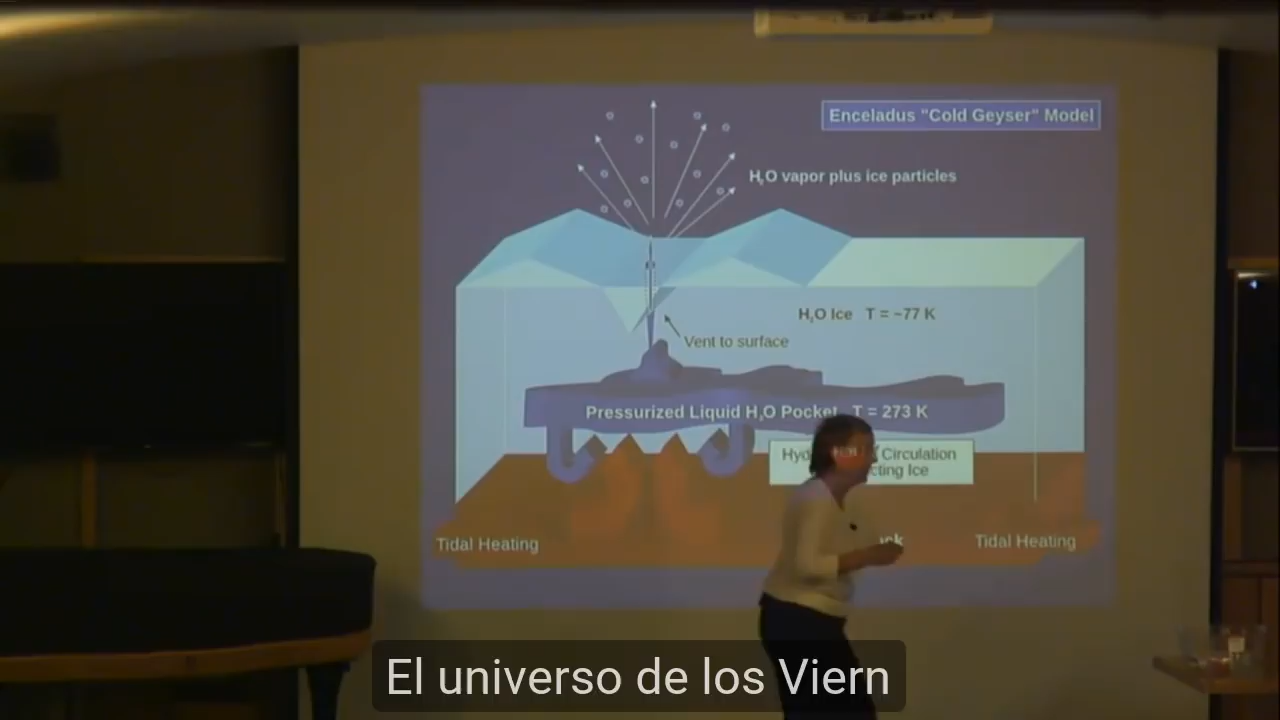 Enceladus "Cold Geyser" Model
H₂O vapor plus ice particles
H₂O Ice T = ~77 K
Vent to surface
Pressurized Liquid H₂O Pocket T = 273 K
Circulation
Ice
Tidal Heating
Tidal Heating
El universo de los Viern